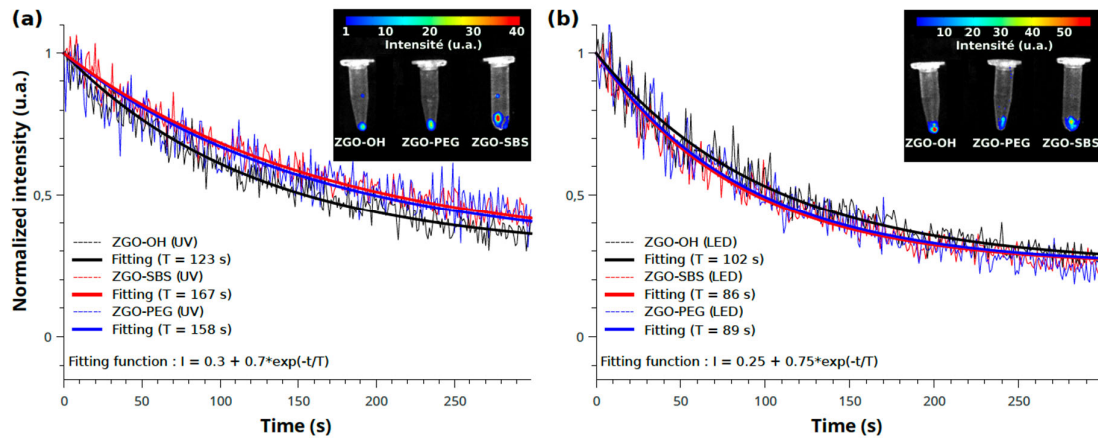 (a)
1 10 20 30 40
Intensité (u.a.)
ZGO-OH ZGO-PEG ZGO-SBS
Normalized intensity (u.a.)
1
0,5
0
ZGO-OH (UV)
Fitting (T = 123 s)
ZGO-SBS (UV)
Fitting (T = 167 s)
ZGO-PEG (UV)
Fitting (T = 158 s)
Fitting function : I = 0.3 + 0.7*exp(-t/T)
0 50 100 150 200 250
Time (s)
(b)
10 20 30 40 50
Intensité (u.a.)
ZGO-OH ZGO-PEG ZGO-SBS
1
0,5
0
ZGO-OH (LED)
Fitting (T = 102 s)
ZGO-SBS (LED)
Fitting (T = 86 s)
ZGO-PEG (LED)
Fitting (T = 89 s)
Fitting function : I = 0.25 + 0.75*exp(-t/T)
0 50 100 150 200 250
Time (s)